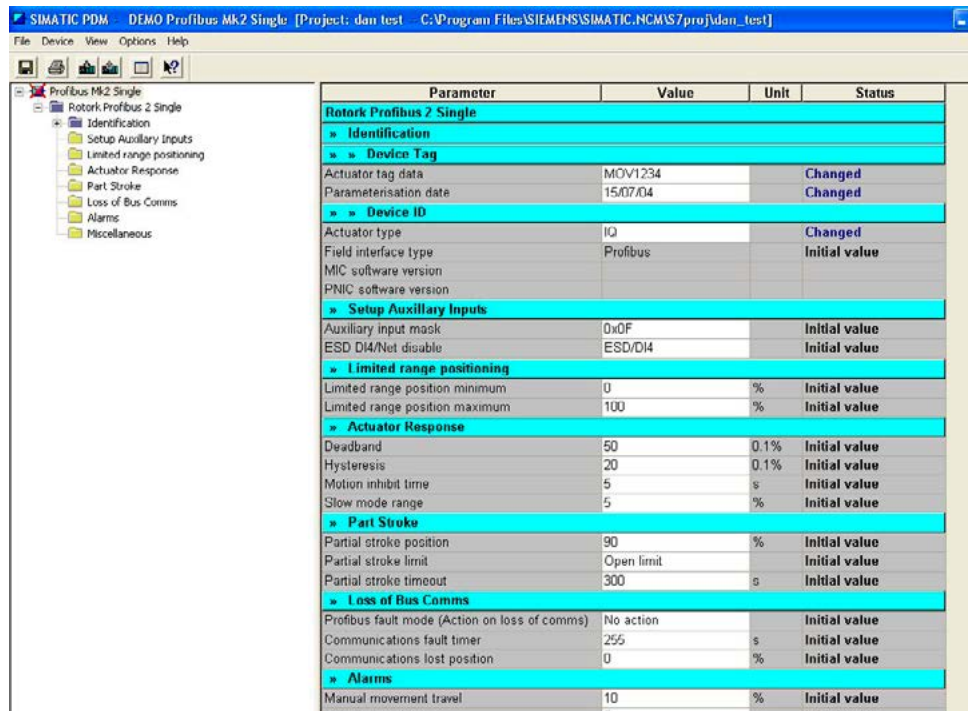 SIMATIC PDM - DEMO Profibus Mk2 Single [Project: dan test -- C:\Program Files\SIEMENS\SIMATIC.NCM\S7proj\dan_test]
File Device View Options Help
Profibus Mk2 Single
Rotork Profibus 2 Single
Identification
Setup Auxillary Inputs
Limited range positioning
Actuator Response
Part Stroke
Loss of Bus Comms
Alarms
Miscellaneous
Parameter Value Unit Status
Rotork Profibus 2 Single
» Identification
» » Device Tag
Actuator tag data MOV1234 Changed
Parameterisation date 15/07/04 Changed
» » Device ID
Actuator type IQ Changed
Field interface type Profibus Initial value
MIC software version
PNIC software version
» Setup Auxillary Inputs
Auxiliary input mask 0x0F Initial value
ESD DI4/Net disable ESD/DI4 Initial value
» Limited range positioning
Limited range position minimum 0 % Initial value
Limited range position maximum 100 % Initial value
» Actuator Response
Deadband 50 0.1% Initial value
Hysteresis 20 0.1% Initial value
Motion inhibit time 5 s Initial value
Slow mode range 5 % Initial value
» Part Stroke
Partial stroke position 90 % Initial value
Partial stroke limit Open limit Initial value
Partial stroke timeout 300 s Initial value
» Loss of Bus Comms
Profibus fault mode (Action on loss of comms) No action Initial value
Communications fault timer 255 s Initial value
Communications lost position 0 % Initial value
» Alarms
Manual movement travel 10 % Initial value